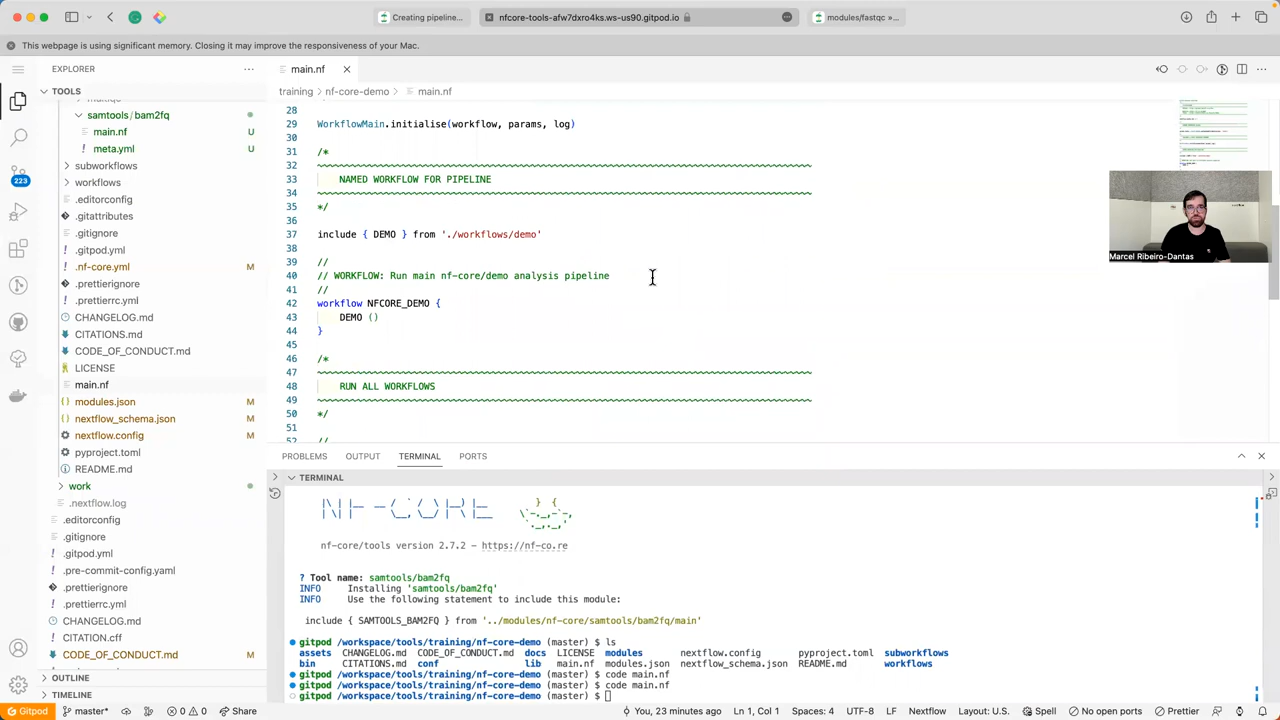 Creating pipeline...
nfcore-tools-afw7dxro4ks.ws-us90.gitpod.io
modules/fastqc »...
This webpage is using significant memory. Closing it may improve the responsiveness of your Mac.
EXPLORER
TOOLS
samtools/bam2fq
main.nf U
meta.yml U
subworkflows
workflows
.editorconfig
.gitattributes
.gitignore
.gitpod.yml
.nf-core.yml M
.prettierignore
.prettierrc.yml
CHANGELOG.md
CITATIONS.md
CODE_OF_CONDUCT.md
LICENSE
main.nf
modules.json M
nextflow_schema.json M
nextflow.config M
pyproject.toml
README.md
work
.nextflow.log
.editorconfig
.gitignore
.gitpod.yml
.pre-commit-config.yaml
.prettierignore
.prettierrc.yml
CHANGELOG.md
CITATION.cff
CODE_OF_CONDUCT.md M
OUTLINE
TIMELINE
223
main.nf
training > nf-core-demo > main.nf
28
29 WorkflowMain.initialise(workflow, params, log)
30
31 /*
32 ~~~~~~~~~~~~~~~~~~~~~~~~~~~~~~~~~~~~~~~~~~~~~~~~~~~~~~~~~~~~~~~~~~~~~~~~~~~~~~~~~~~~~~~~
33 NAMED WORKFLOW FOR PIPELINE
34 ~~~~~~~~~~~~~~~~~~~~~~~~~~~~~~~~~~~~~~~~~~~~~~~~~~~~~~~~~~~~~~~~~~~~~~~~~~~~~~~~~~~~~~~~
35 */
36
37 include { DEMO } from './workflows/demo'
38
39 //
40 // WORKFLOW: Run main nf-core/demo analysis pipeline
41 //
42 workflow NFCORE_DEMO {
43 DEMO ()
44 }
45
46 /*
47 ~~~~~~~~~~~~~~~~~~~~~~~~~~~~~~~~~~~~~~~~~~~~~~~~~~~~~~~~~~~~~~~~~~~~~~~~~~~~~~~~~~~~~~~~
48 RUN ALL WORKFLOWS
49 ~~~~~~~~~~~~~~~~~~~~~~~~~~~~~~~~~~~~~~~~~~~~~~~~~~~~~~~~~~~~~~~~~~~~~~~~~~~~~~~~~~~~~~~~
50 */
51
52 //
Marcel Ribeiro-Dantas
PROBLEMS OUTPUT TERMINAL PORTS
TERMINAL
nf-core/tools version 2.7.2 - https://nf-co.re
? Tool name: samtools/bam2fq
INFO Installing 'samtools/bam2fq'
INFO Use the following statement to include this module:
include { SAMTOOLS_BAM2FQ } from '../modules/nf-core/samtools/bam2fq/main'
gitpod /workspace/tools/training/nf-core-demo (master) $ ls
assets CHANGELOG.md CODE_OF_CONDUCT.md docs LICENSE modules nextflow.config pyproject.toml subworkflows
bin CITATIONS.md conf lib main.nf modules.json nextflow_schema.json README.md workflows
gitpod /workspace/tools/training/nf-core-demo (master) $ code main.nf
gitpod /workspace/tools/training/nf-core-demo (master) $ code main.nf
gitpod /workspace/tools/training/nf-core-demo (master) $
Gitpod master* 0 0 Share You, 23 minutes ago Ln 1, Col 1 Spaces: 4 UTF-8 LF Nextflow Layout: U.S. Spell No open ports Prettier